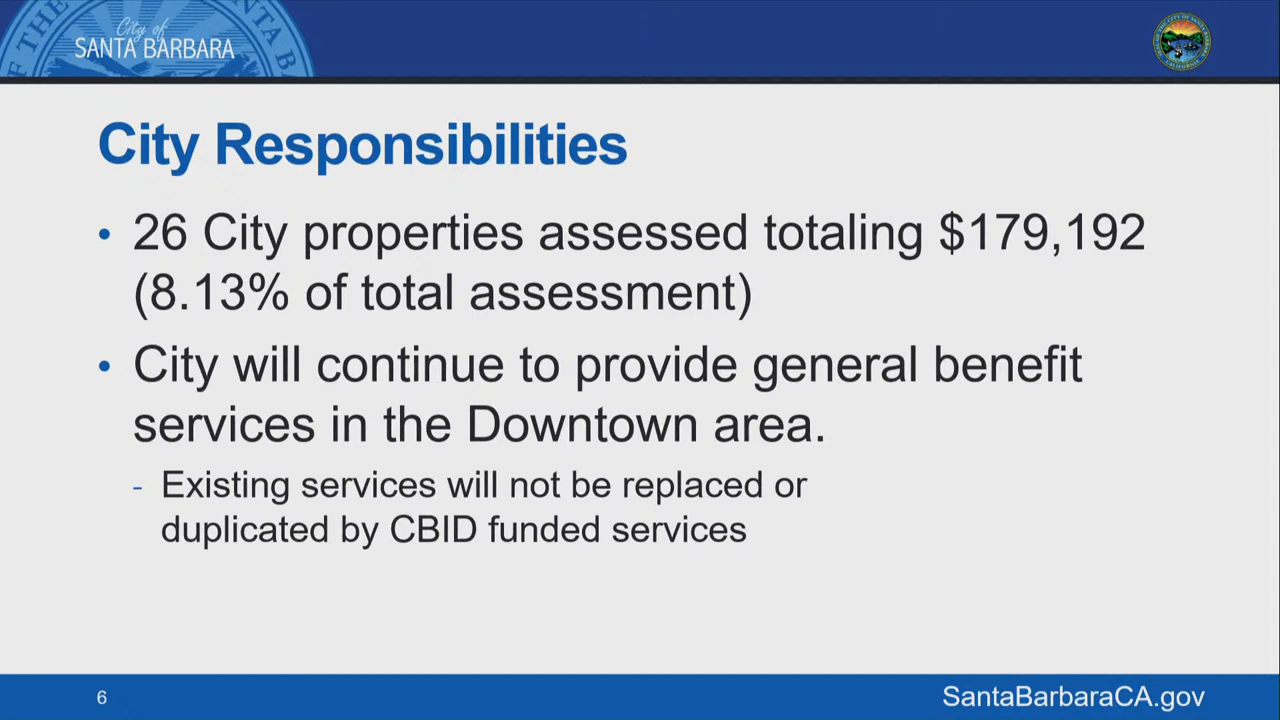 City of
SANTA BARBARA
City Responsibilities
• 26 City properties assessed totaling $179,192
(8.13% of total assessment)
• City will continue to provide general benefit
services in the Downtown area.
- Existing services will not be replaced or
duplicated by CBID funded services
6
SantaBarbaraCA.gov